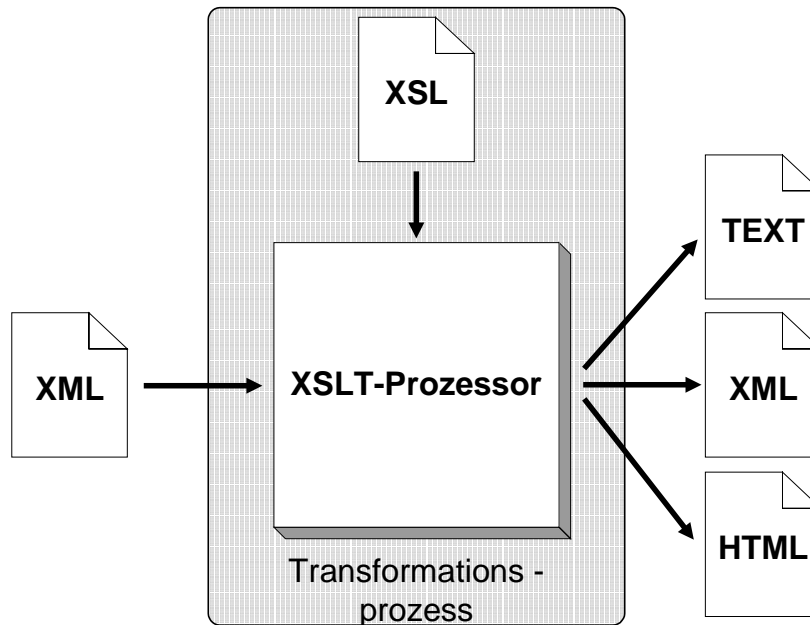 XSL
TEXT
XML
XSLT-Prozessor
XML
HTML
Transformations -
prozess